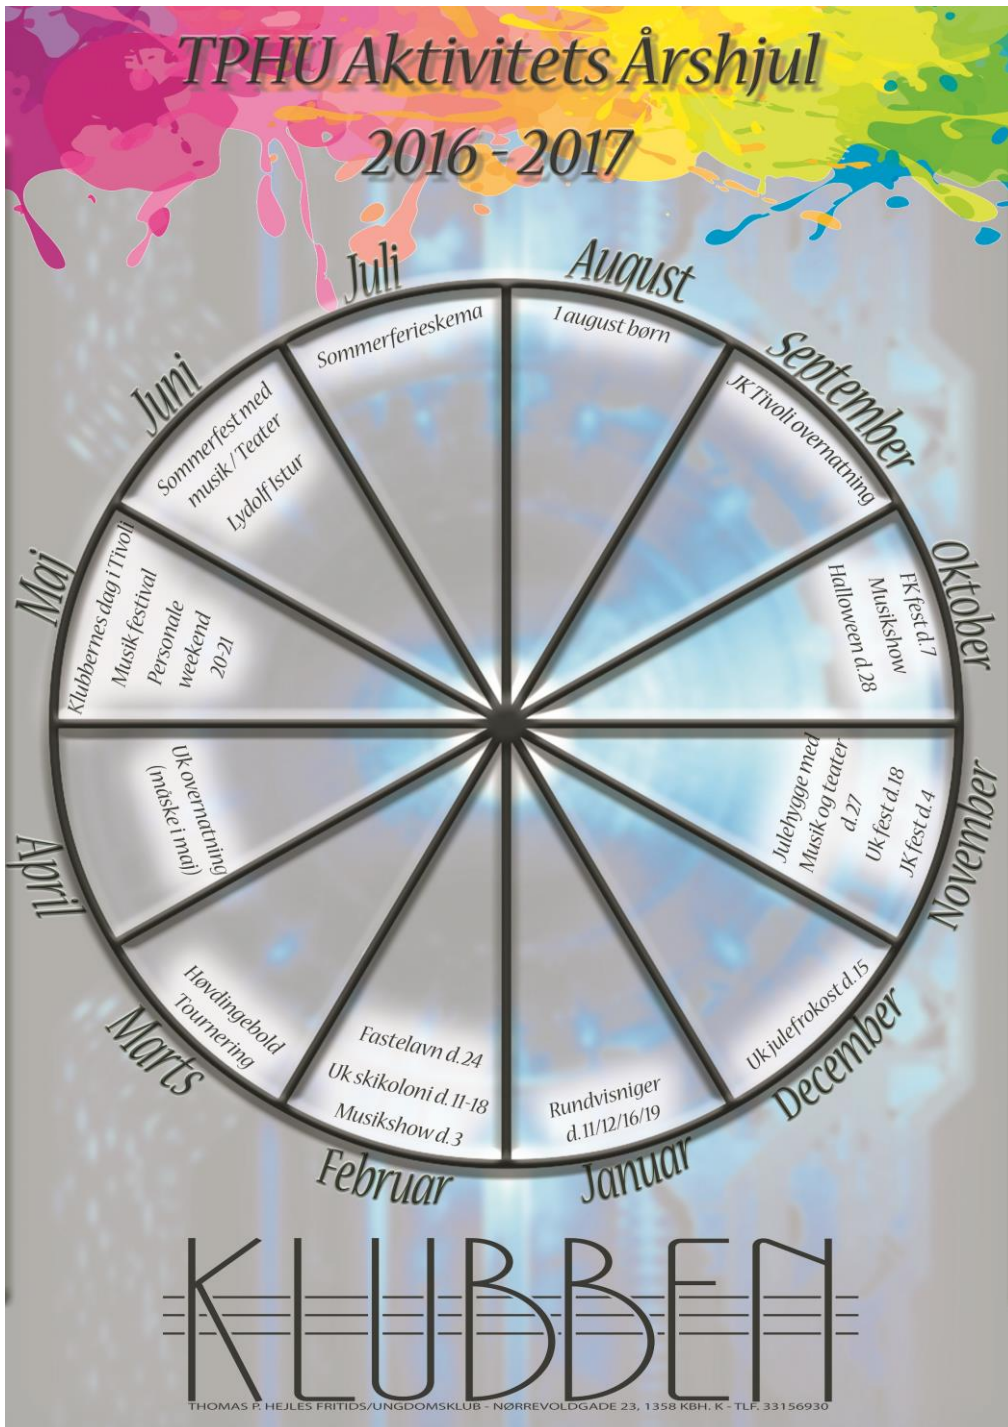 TPHU Aktivitets Årshjul
2016 - 2017
August
1 august børn
September
JK Tivoli overnatning
Oktober
FK fest d.7
Musikshow
Halloween d.28
November
Julehygge med
Musik og teater
d.27
Uk fest d.18
JK fest d. 4
December
Uk julefrokost d.15
Januar
Rundvisniger
d.11/12/16/19
Februar
Fastelavn d.24
Uk skikoloni d. 11-18
Musikshow d. 3
Marts
Høvdingebold
Tournering
April
Uk overnatning
(måske i maj)
Maj
Klubbernes dag i Tivoli
Musik festival
Personale
weekend
20-21
Juni
Sommerfest med
musik / Teater
Lydolf Istur
Juli
Sommerferieskema
KLUBBEN
THOMAS P. HEJLES FRITIDS/UNGDOMSKLUB - NØRREVOLDGADE 23, 1358 KBH. K - TLF. 33156930